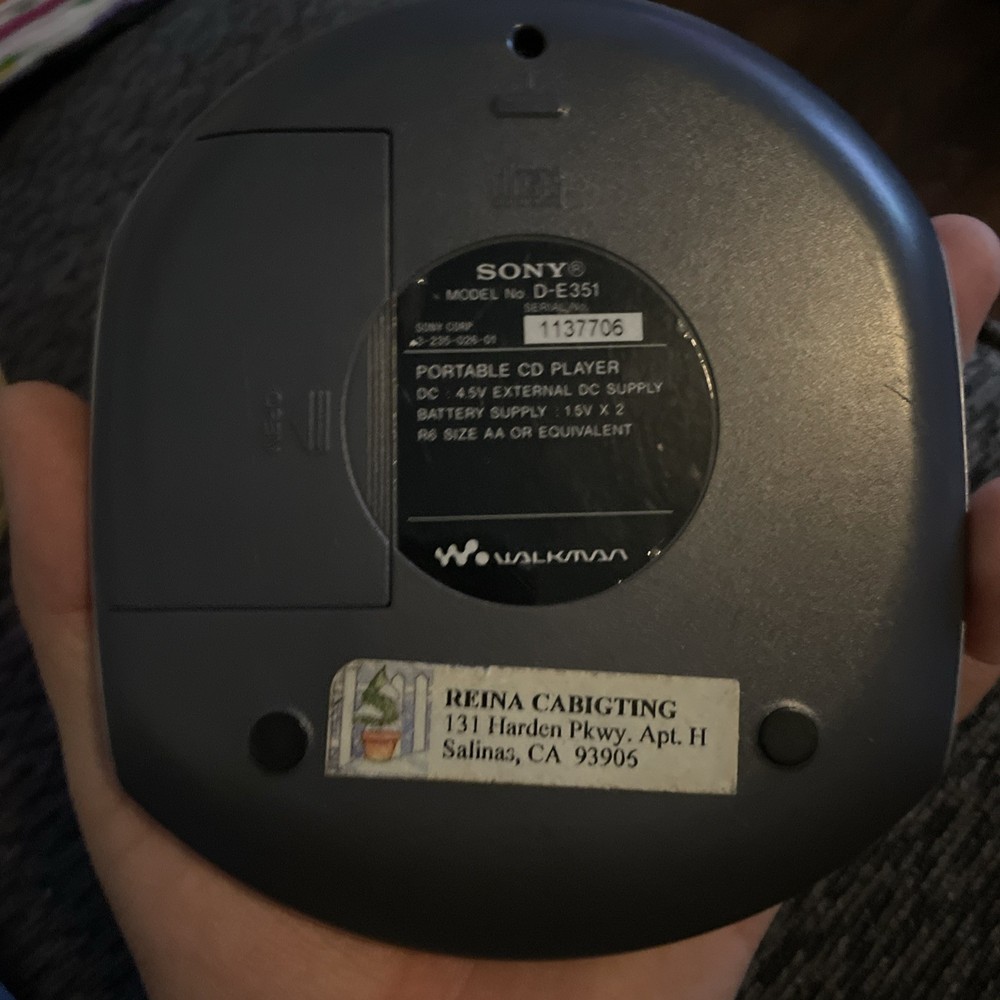 SONY®
MODEL No. D-E351
SERIAL No.
1137706
SONY CORP
3-235-026-01
PORTABLE CD PLAYER
DC : 4.5V EXTERNAL DC SUPPLY
BATTERY SUPPLY : 1.5V X 2
R6 SIZE AA OR EQUIVALENT
WALKMAN
OPEN
REINA CABIGTING
131 Harden Pkwy. Apt. H
Salinas, CA 93906